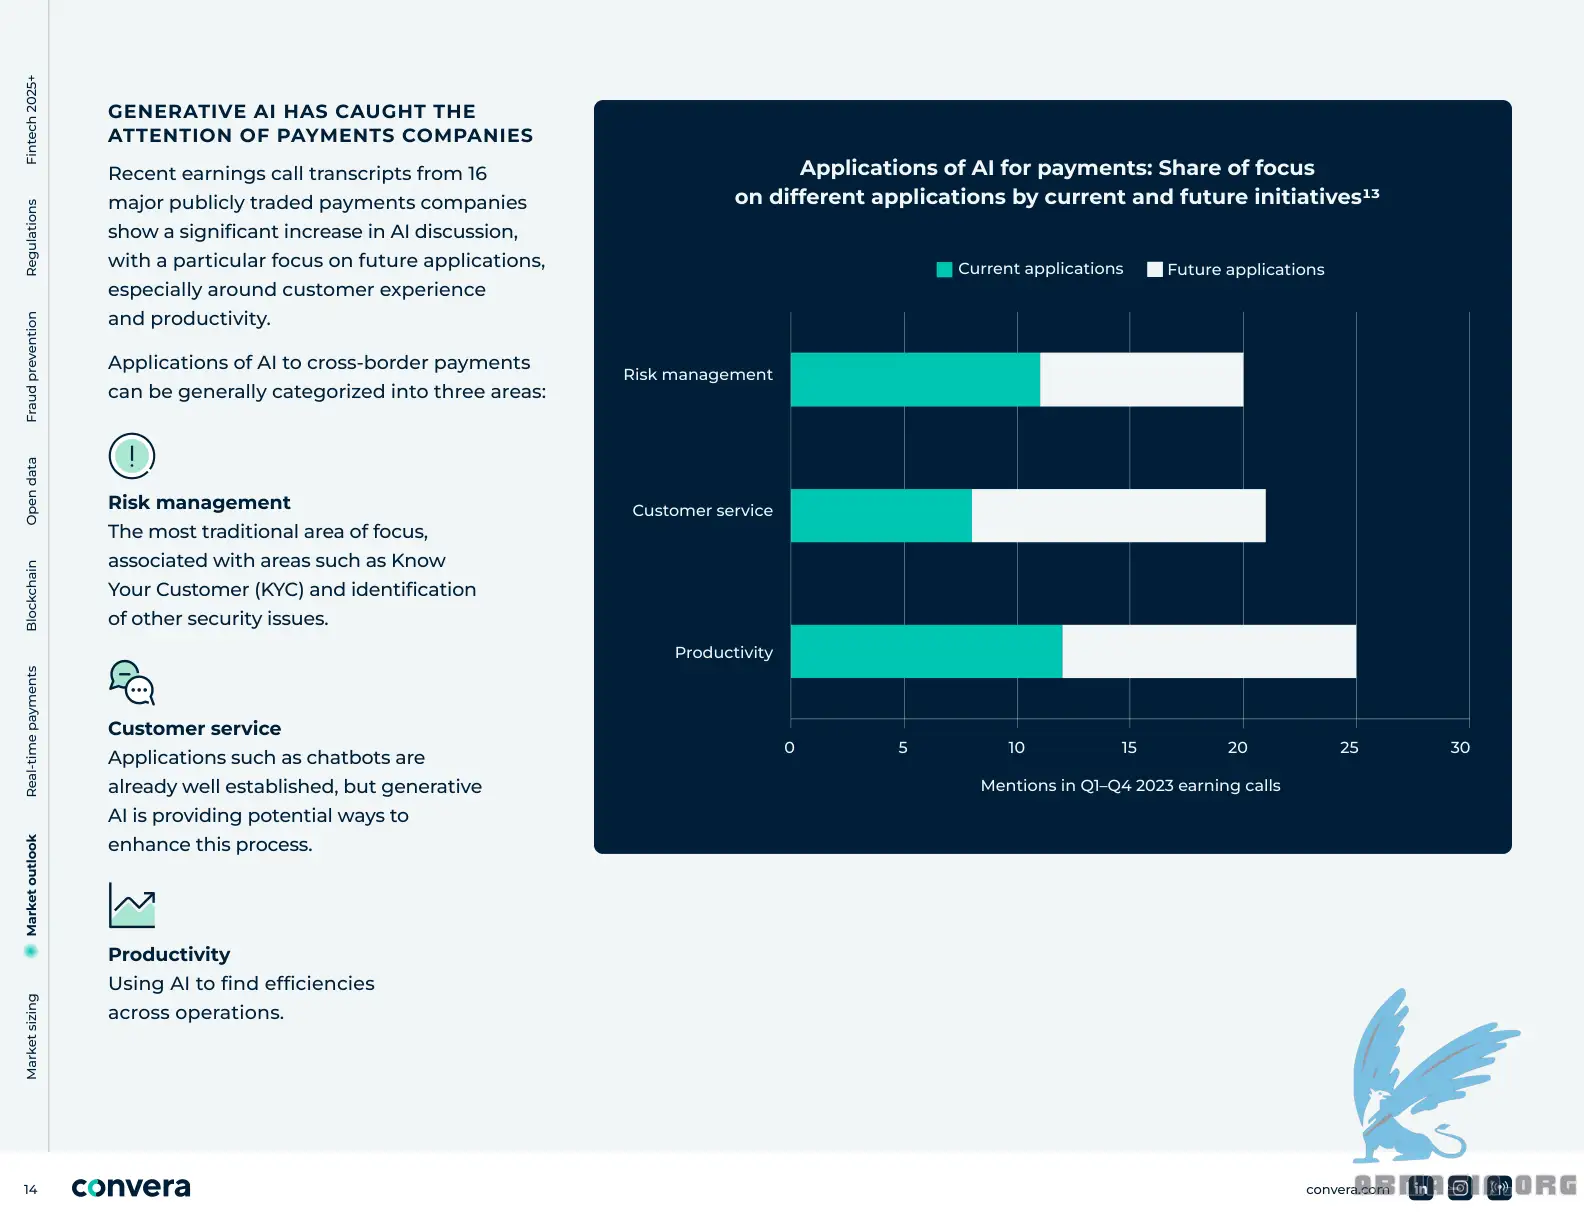 Fintech 2025+
Regulations
Fraud prevention
Open data
Blockchain
Real-time payments
Market outlook
Market sizing
GENERATIVE AI HAS CAUGHT THE
ATTENTION OF PAYMENTS COMPANIES
Recent earnings call transcripts from 16
major publicly traded payments companies
show a significant increase in AI discussion,
with a particular focus on future applications,
especially around customer experience
and productivity.
Applications of AI to cross-border payments
can be generally categorized into three areas:
Risk management
The most traditional area of focus,
associated with areas such as Know
Your Customer (KYC) and identification
of other security issues.
Customer service
Applications such as chatbots are
already well established, but generative
AI is providing potential ways to
enhance this process.
Productivity
Using AI to find efficiencies
across operations.
Applications of AI for payments: Share of focus
on different applications by current and future initiatives¹³
Current applications Future applications
Risk management
Customer service
Productivity
0 5 10 15 20 25 30
Mentions in Q1–Q4 2023 earning calls
14
convera
convera.com
in